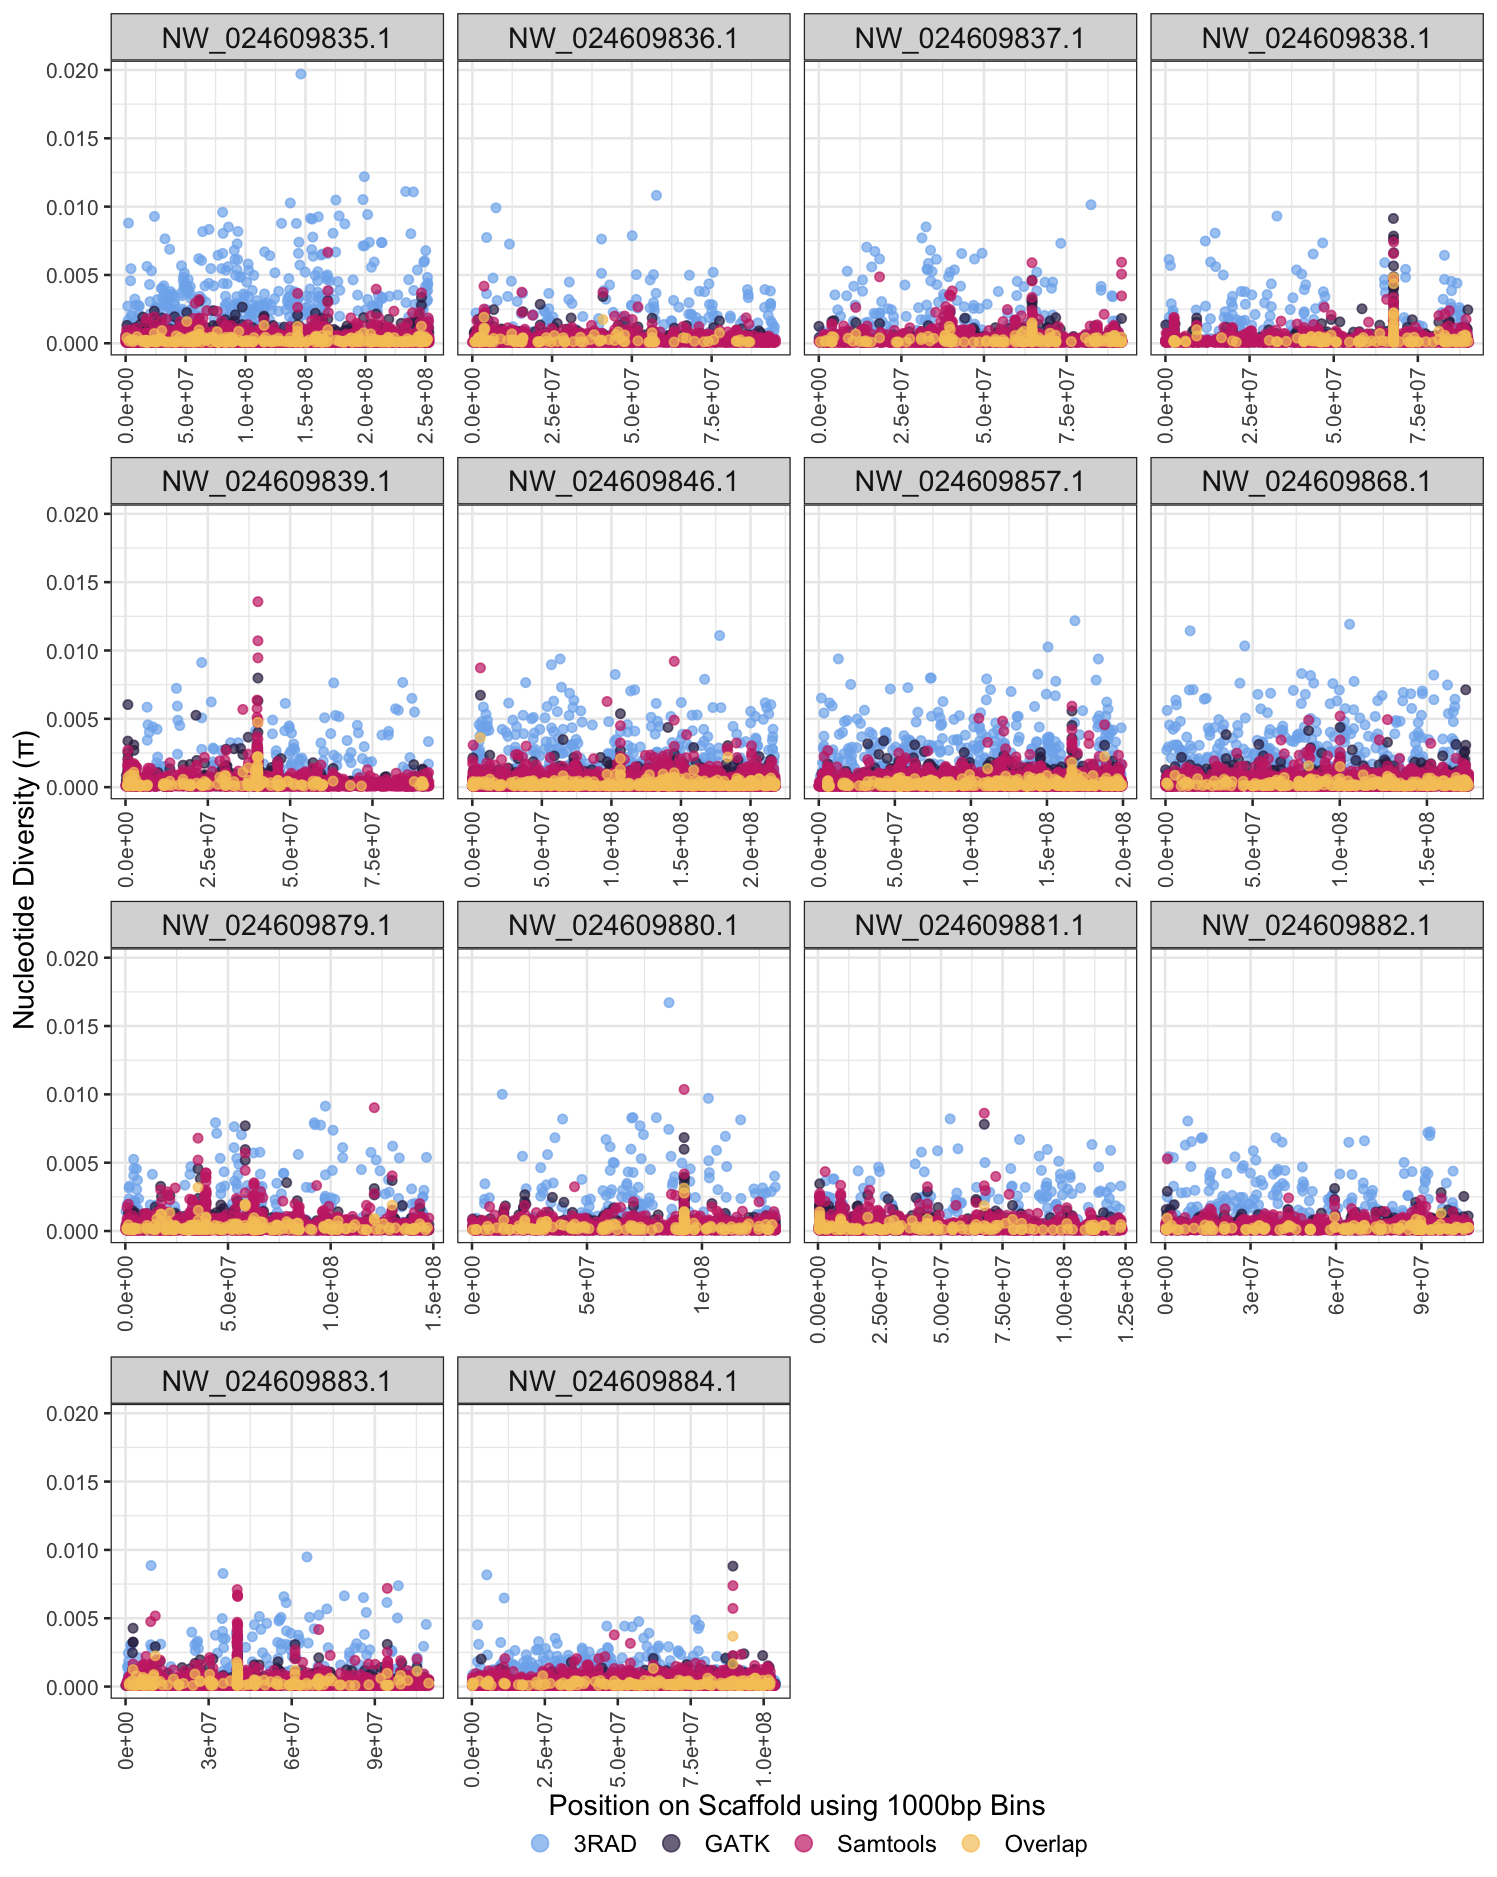 NW_024609835.1 NW_024609836.1 NW_024609837.1 NW_024609838.1
0.020
0.015
0.010
0.005
0.000
0.0e+00 5.0e+07 1.0e+08 1.5e+08 2.0e+08 2.5e+08 0.0e+00 2.5e+07 5.0e+07 7.5e+07 0.0e+00 2.5e+07 5.0e+07 7.5e+07 0.0e+00 2.5e+07 5.0e+07 7.5e+07
NW_024609839.1 NW_024609846.1 NW_024609857.1 NW_024609868.1
0.020
0.015
0.010
0.005
0.000
0.0e+00 2.5e+07 5.0e+07 7.5e+07 0.0e+00 5.0e+07 1.0e+08 1.5e+08 2.0e+08 0.0e+00 5.0e+07 1.0e+08 1.5e+08 2.0e+08 0.0e+00 5.0e+07 1.0e+08 1.5e+08
Nucleotide Diversity (π)
NW_024609879.1 NW_024609880.1 NW_024609881.1 NW_024609882.1
0.020
0.015
0.010
0.005
0.000
0.0e+00 5.0e+07 1.0e+08 1.5e+08 0e+00 5e+07 1e+08 0.00e+00 2.50e+07 5.00e+07 7.50e+07 1.00e+08 1.25e+08 0e+00 3e+07 6e+07 9e+07
NW_024609883.1 NW_024609884.1
0.020
0.015
0.010
0.005
0.000
0e+00 3e+07 6e+07 9e+07 0.0e+00 2.5e+07 5.0e+07 7.5e+07 1.0e+08
Position on Scaffold using 1000bp Bins
3RAD GATK Samtools Overlap